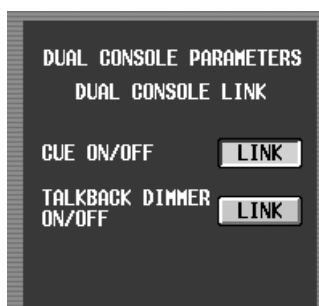 DUAL CONSOLE PARAMETERS
DUAL CONSOLE LINK
CUE ON/OFF LINK
TALKBACK DIMMER
ON/OFF LINK